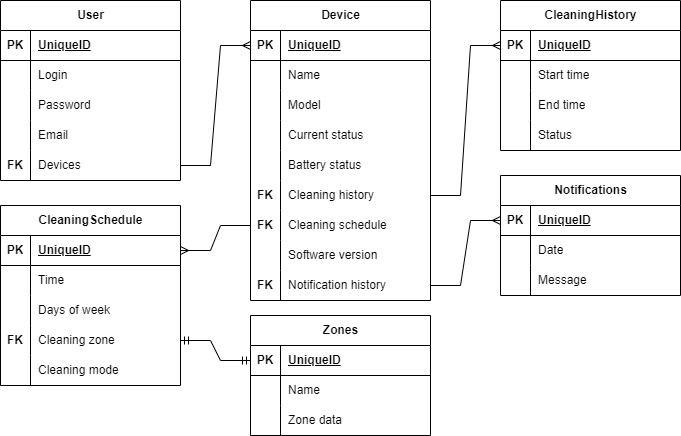 User
PK UniqueID
Login
Password
Email
FK Devices
Device
PK UniqueID
Name
Model
Current status
Battery status
FK Cleaning history
FK Cleaning schedule
Software version
FK Notification history
CleaningHistory
PK UniqueID
Start time
End time
Status
CleaningSchedule
PK UniqueID
Time
Days of week
FK Cleaning zone
Cleaning mode
Notifications
PK UniqueID
Date
Message
Zones
PK UniqueID
Name
Zone data